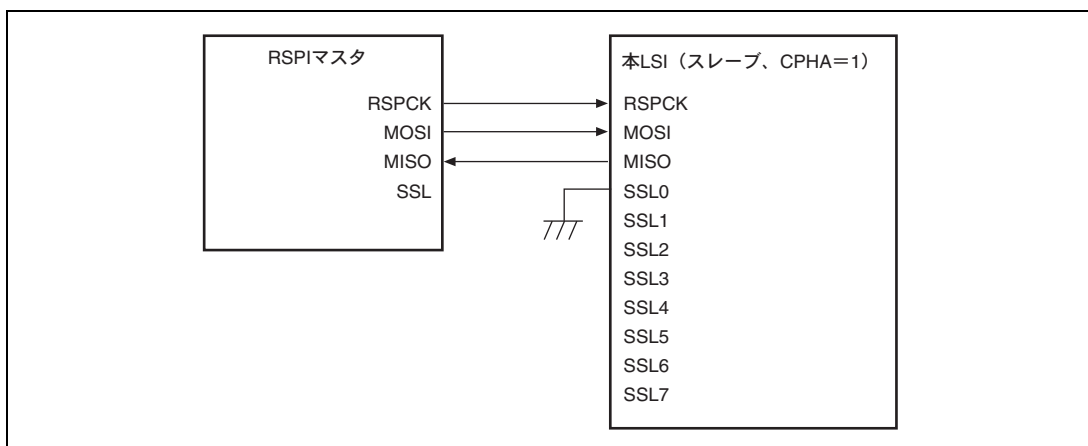 RSPIマスタ
RSPCK
MOSI
MISO
SSL
本LSI（スレーブ、CPHA＝1）
RSPCK
MOSI
MISO
SSL0
SSL1
SSL2
SSL3
SSL4
SSL5
SSL6
SSL7